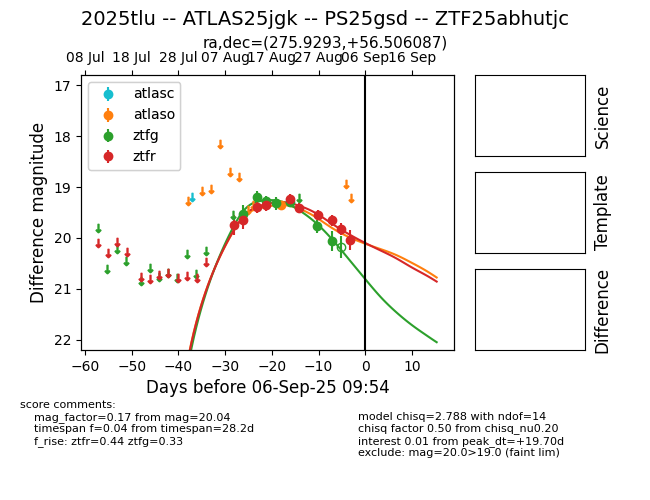 2025tlu -- ATLAS25jgk -- PS25gsd -- ZTF25abhutjc
ra,dec=(275.9293,+56.506087)
08 Jul 18 Jul 28 Jul 07 Aug 17 Aug 27 Aug 06 Sep 16 Sep
17
18
19
20
21
22
Difference magnitude
atlasc
atlaso
ztfg
ztfr
−60 −50 −40 −30 −20 −10 0 10
Days before 06-Sep-25 09:54
Science
Template
Difference
score comments:
mag_factor=0.17 from mag=20.04
timespan f=0.04 from timespan=28.2d
f_rise: ztfr=0.44 ztfg=0.33
model chisq=2.788 with ndof=14
chisq factor 0.50 from chisq_nu0.20
interest 0.01 from peak_dt=+19.70d
exclude: mag=20.0>19.0 (faint lim)